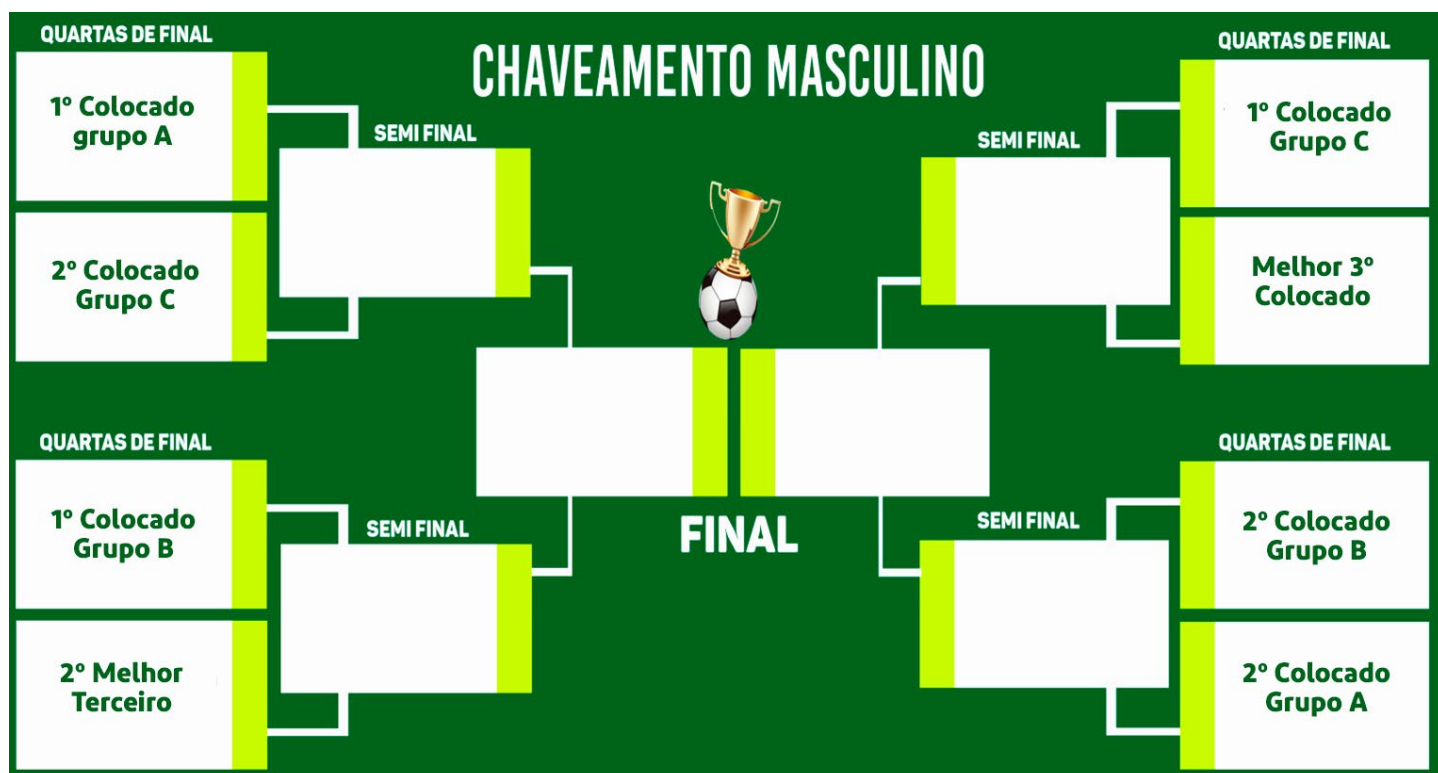 CHAVEAMENTO MASCULINO
QUARTAS DE FINAL
1º Colocado
grupo A
2º Colocado
Grupo C
SEMI FINAL
QUARTAS DE FINAL
1º Colocado
Grupo B
2º Melhor
Terceiro
SEMI FINAL
FINAL
QUARTAS DE FINAL
1º Colocado
Grupo C
Melhor 3º
Colocado
SEMI FINAL
QUARTAS DE FINAL
2º Colocado
Grupo B
2º Colocado
Grupo A
SEMI FINAL